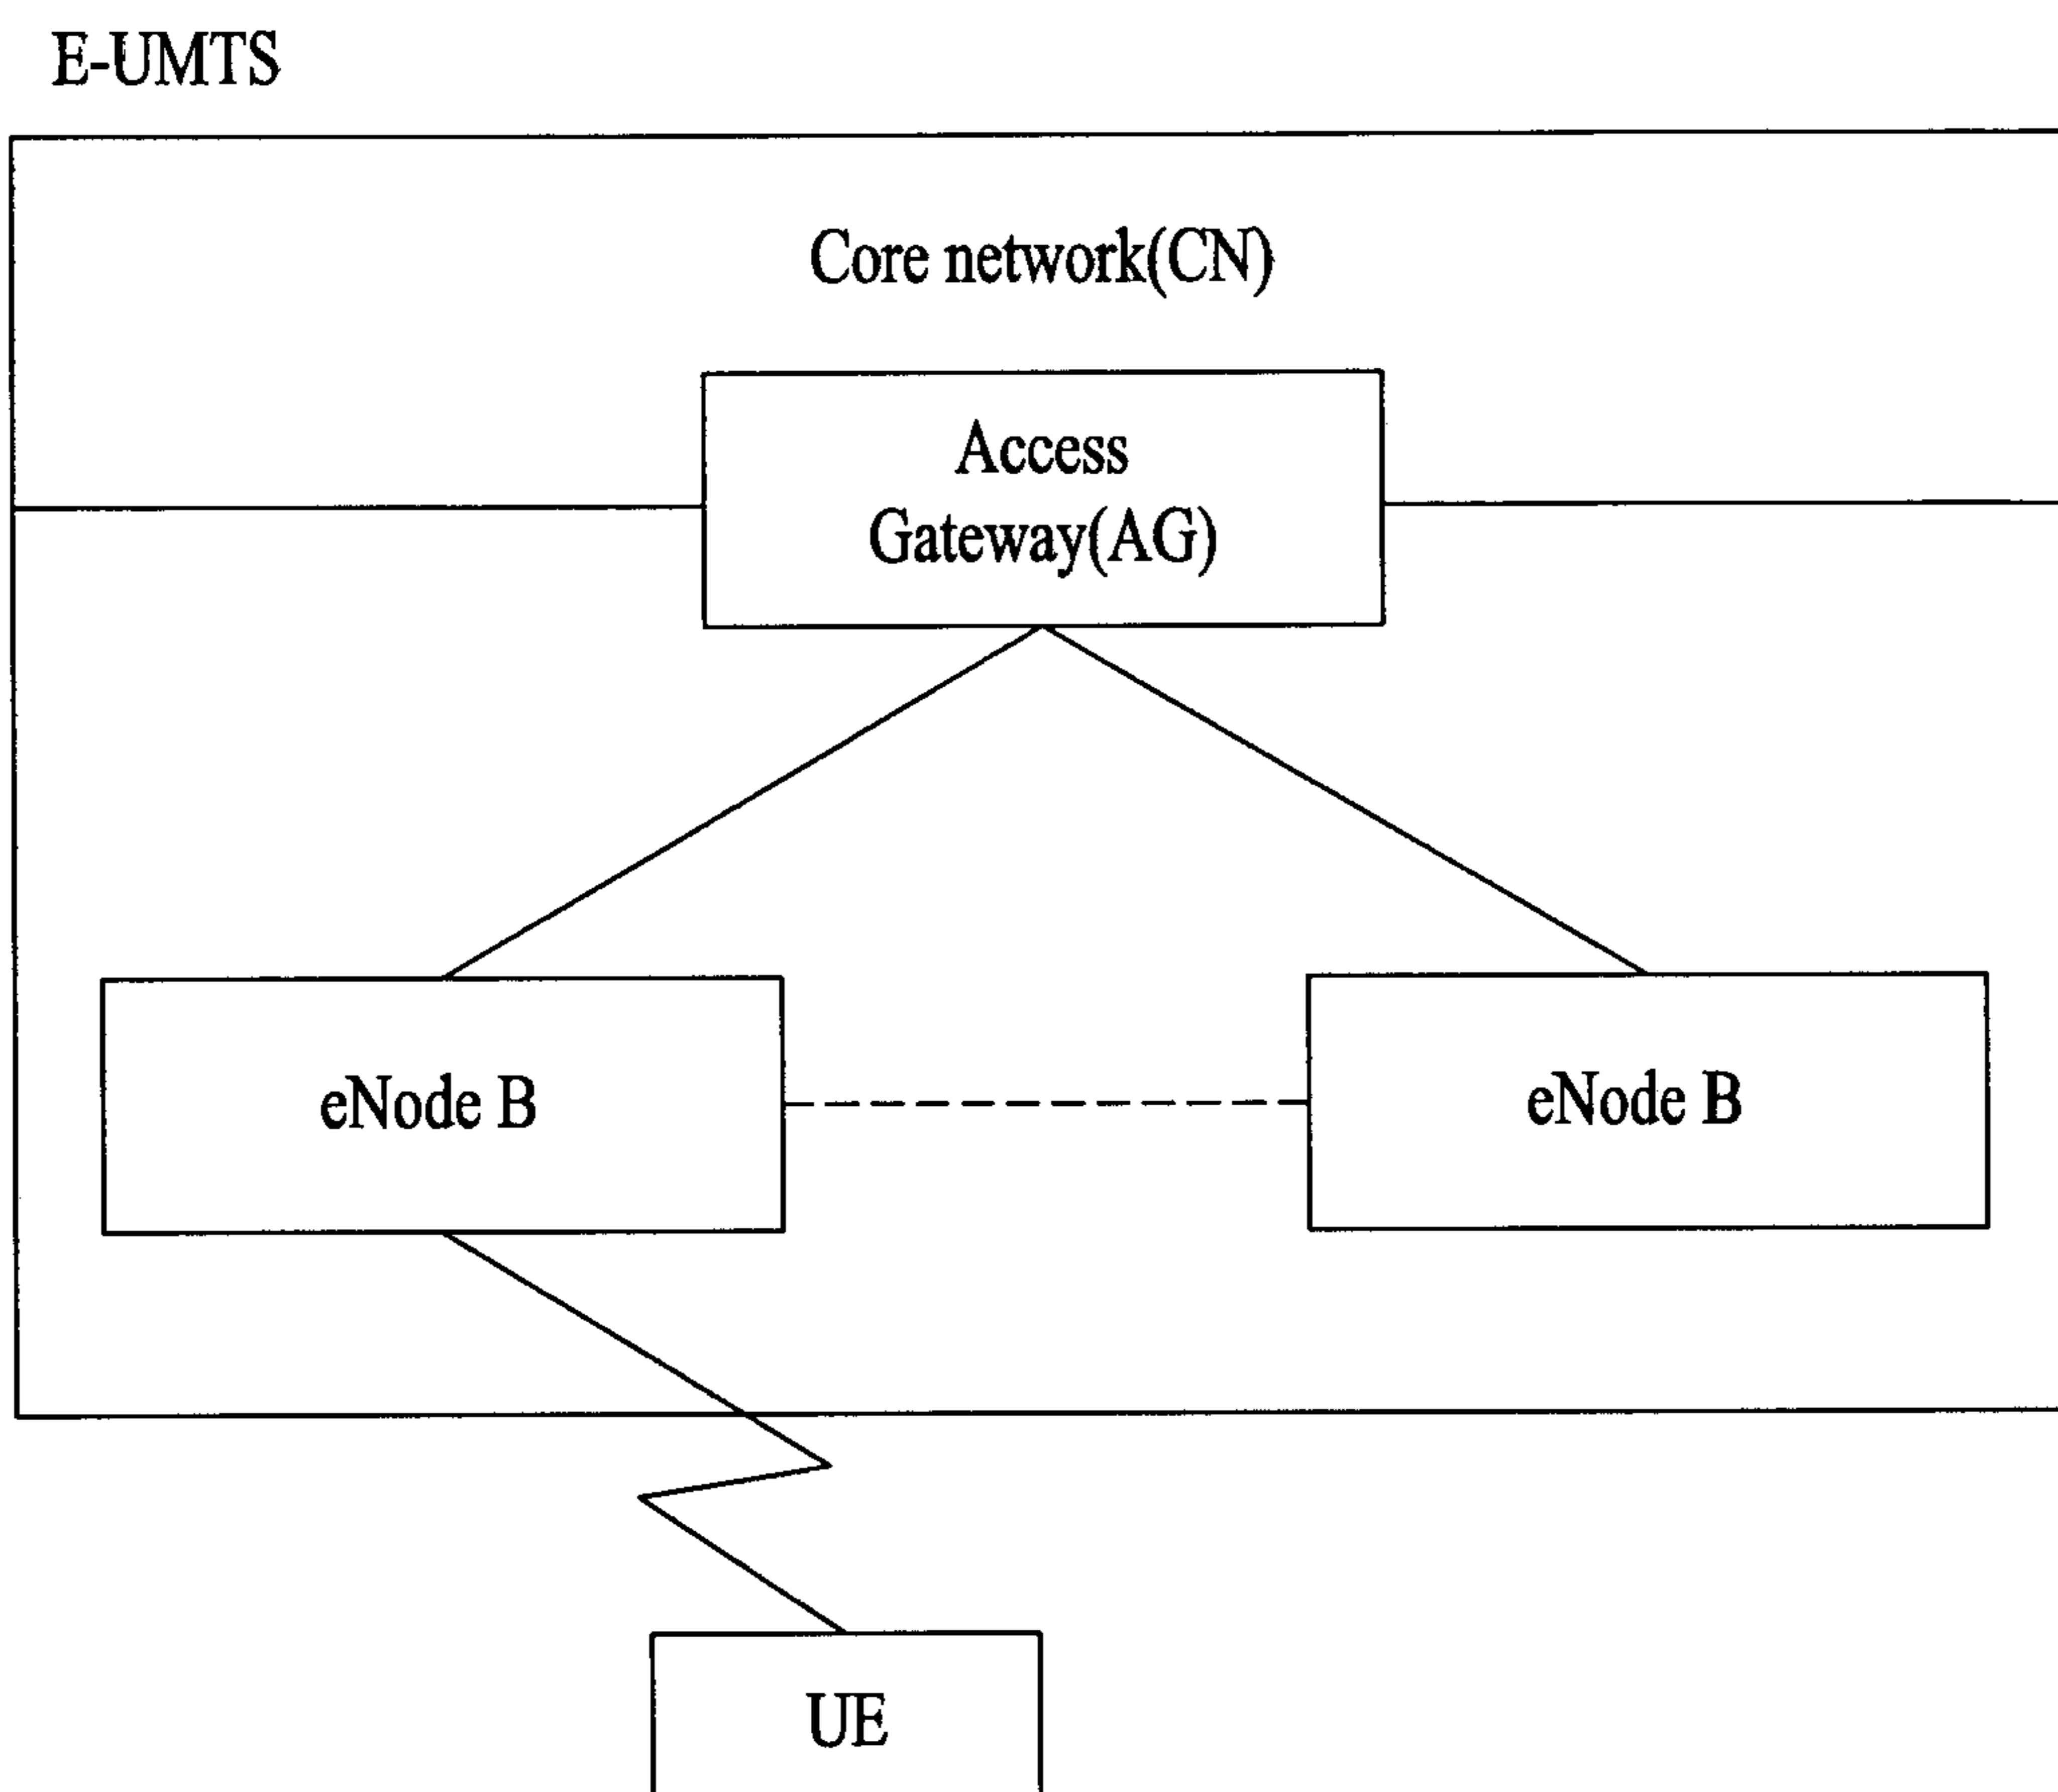 E-UMTS
Core network(CN)
Access
Gateway(AG)
eNode B
eNode B
UE